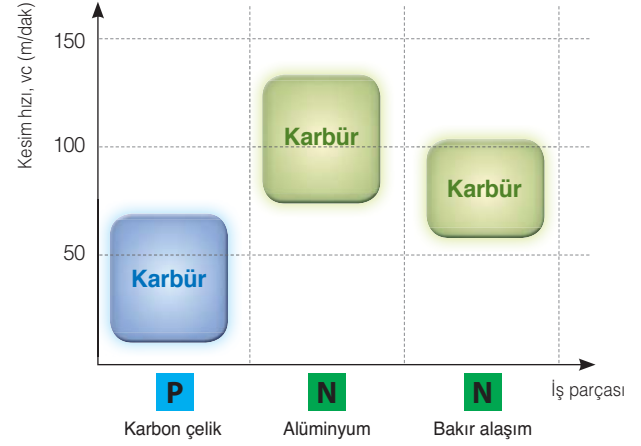 Kesim hızı, vc (m/dak)
150
100
50
Karbür
Karbür
Karbür
P
N
N
İş parçası
Karbon çelik
Alüminyum
Bakır alaşım